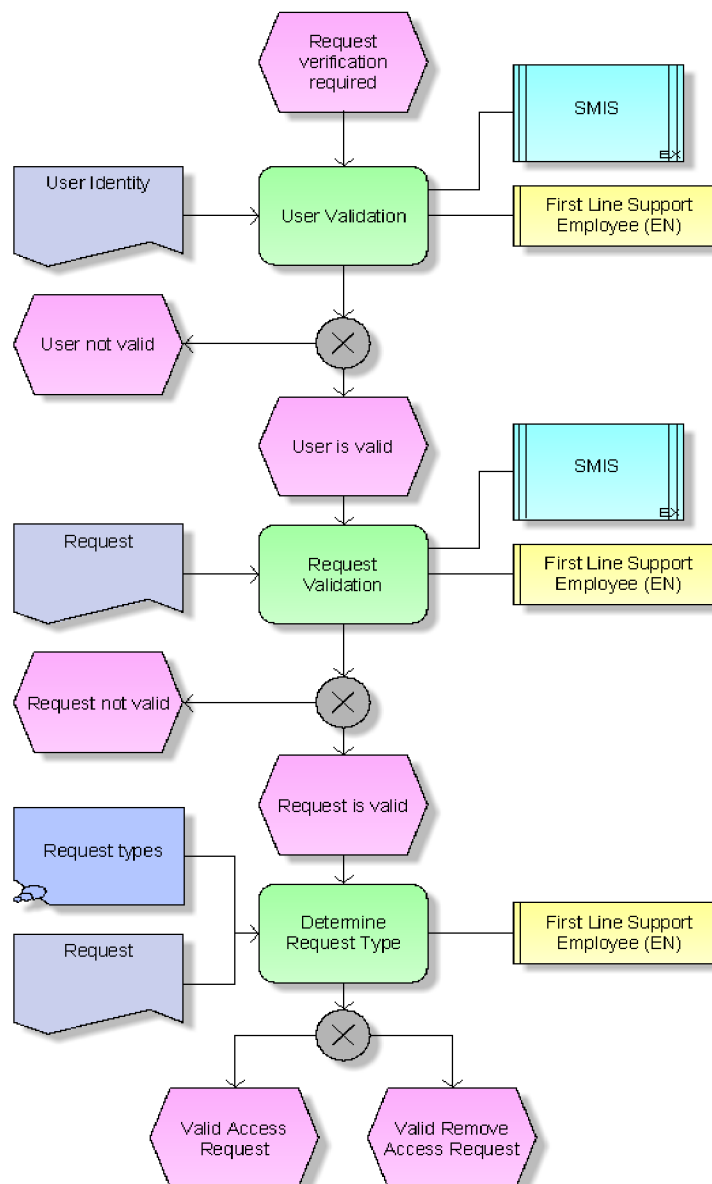 Request
verification
required
SMIS
EX
User Identity
User Validation
First Line Support
Employee (EN)
User not valid
User is valid
SMIS
EX
Request
Request
Validation
First Line Support
Employee (EN)
Request not valid
Request is valid
Request types
Determine
Request Type
First Line Support
Employee (EN)
Request
Valid Access
Request
Valid Remove
Access Request